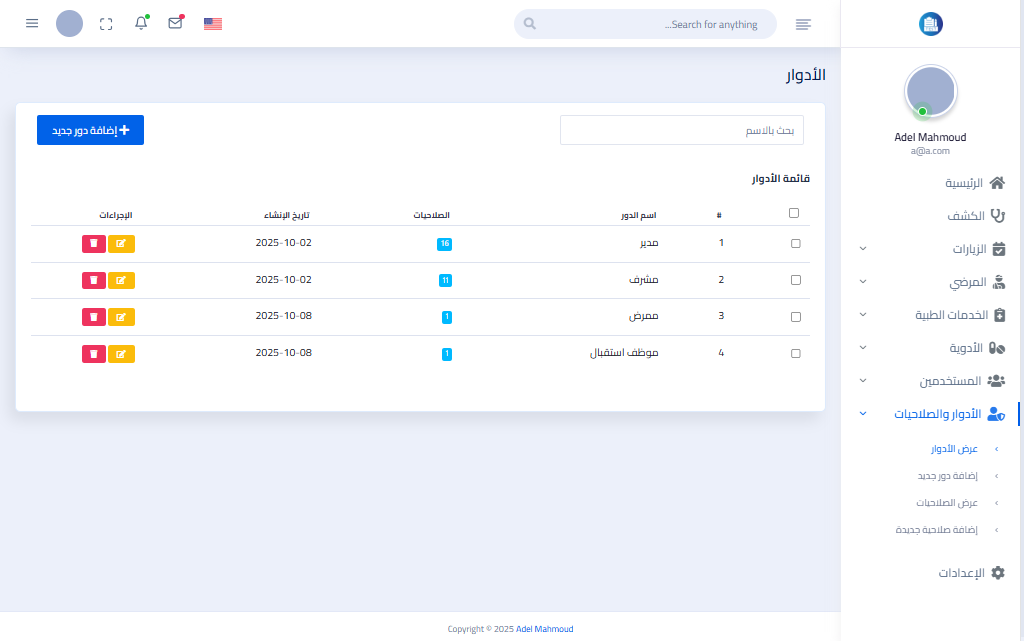 Search for anything...
Adel Mahmoud
a@a.com
الرئيسية
الكشف
الزيارات
المرضي
الخدمات الطبية
الأدوية
المستخدمين
الأدوار والصلاحيات
عرض الأدوار
إضافة دور جديد
عرض الصلاحيات
إضافة صلاحية جديدة
الإعدادات
الأدوار
بحث بالاسم
إضافة دور جديد
قائمة الأدوار
# اسم الدور الصلاحيات تاريخ الإنشاء الإجراءات
1 مدير 16 2025-10-02
2 مشرف 11 2025-10-02
3 ممرض 1 2025-10-08
4 موظف استقبال 1 2025-10-08
Copyright © 2025 Adel Mahmoud